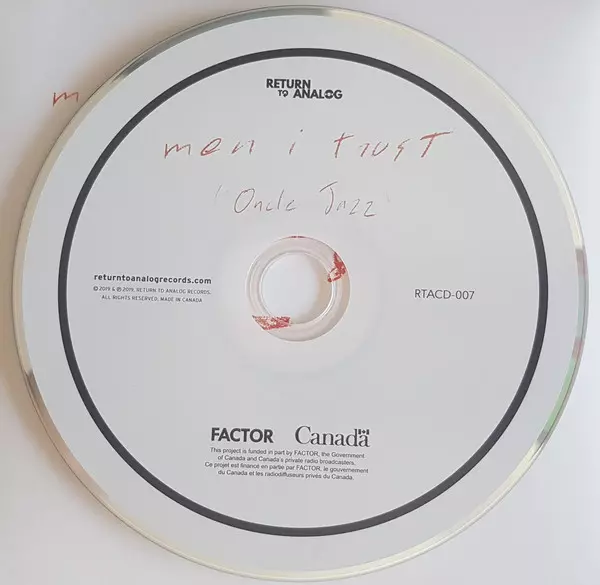 RETURN
TO ANALOG
m
men i trust
"Oncle Jazz"
returntoanalogrecords.com
© 2019 & ℗ 2019, RETURN TO ANALOG RECORDS.
ALL RIGHTS RESERVED, MADE IN CANADA
RTACD-007
FACTOR Canada
This project is funded in part by FACTOR, the Government
of Canada and Canada's private radio broadcasters.
Ce projet est financé en partie par FACTOR, le gouvernement
du Canada et les radiodiffuseurs privés du Canada.